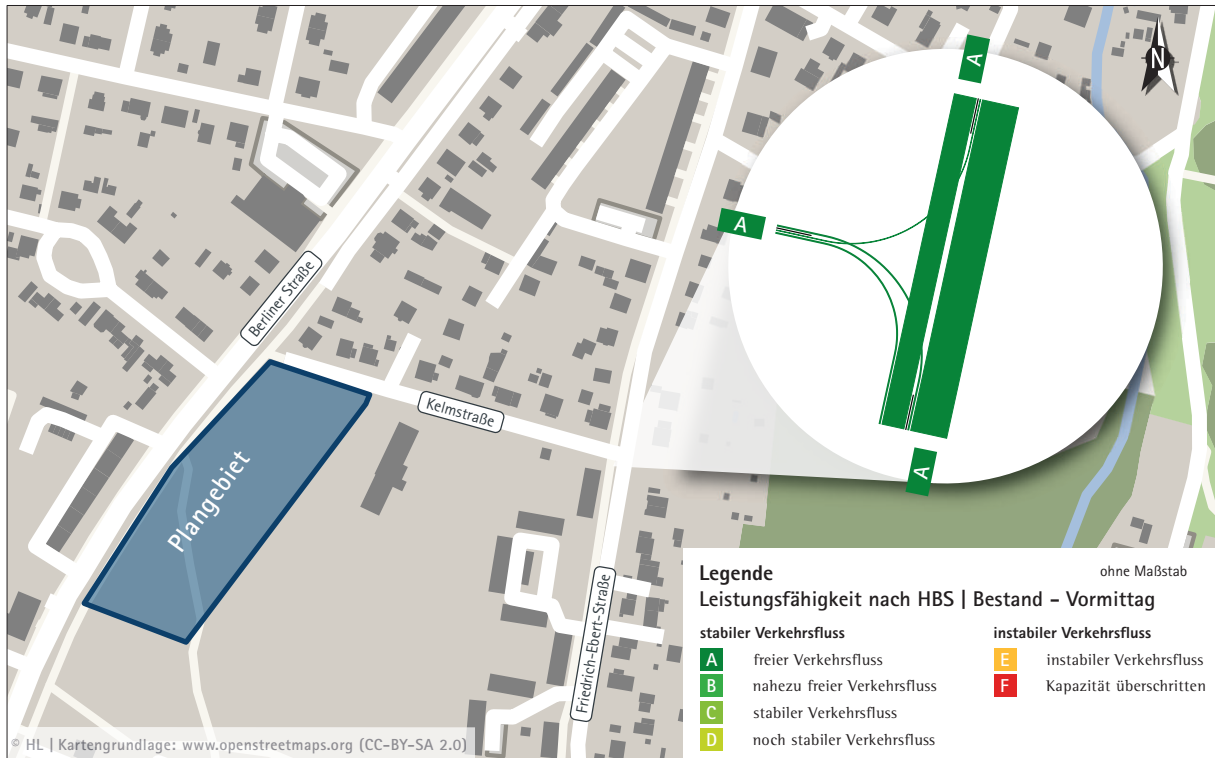 A
N
A
Berliner Straße
Kelmstraße
A
Plangebiet
Friedrich-Ebert-Straße
Legende
ohne Maßstab
Leistungsfähigkeit nach HBS | Bestand - Vormittag
stabiler Verkehrsfluss
A freier Verkehrsfluss
B nahezu freier Verkehrsfluss
C stabiler Verkehrsfluss
D noch stabiler Verkehrsfluss
instabiler Verkehrsfluss
E instabiler Verkehrsfluss
F Kapazität überschritten
© HL | Kartengrundlage: www.openstreetmaps.org (CC-BY-SA 2.0)